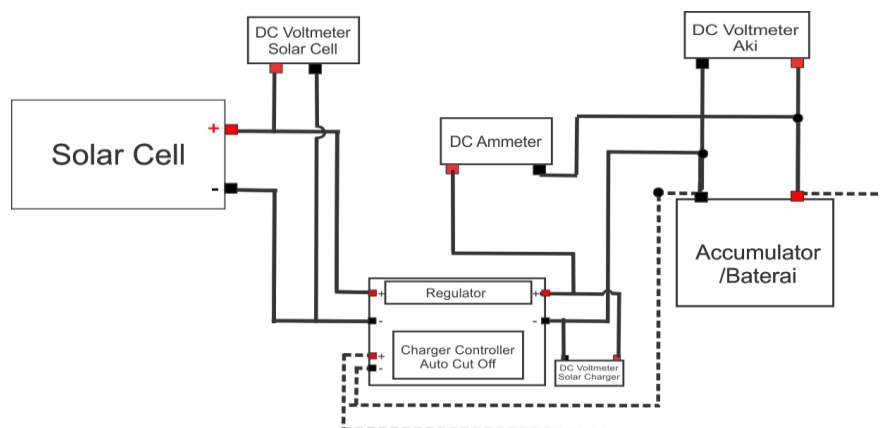 DC Voltmeter
Solar Cell
DC Voltmeter
Aki
+
Solar Cell
-
DC Ammeter
Accumulator
/Baterai
+
Regulator
+
-
-
Charger Controller
Auto Cut Off
+
-
DC Voltmeter
Solar Charger